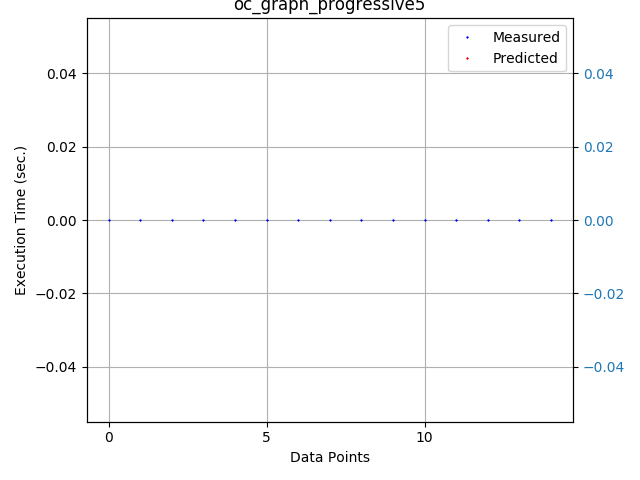 oc_graph_progressive5
Measured
Predicted
0.04
0.02
0.00
−0.02
−0.04
0.04
0.02
0.00
−0.02
−0.04
Execution Time (sec.)
0
5
10
Data Points